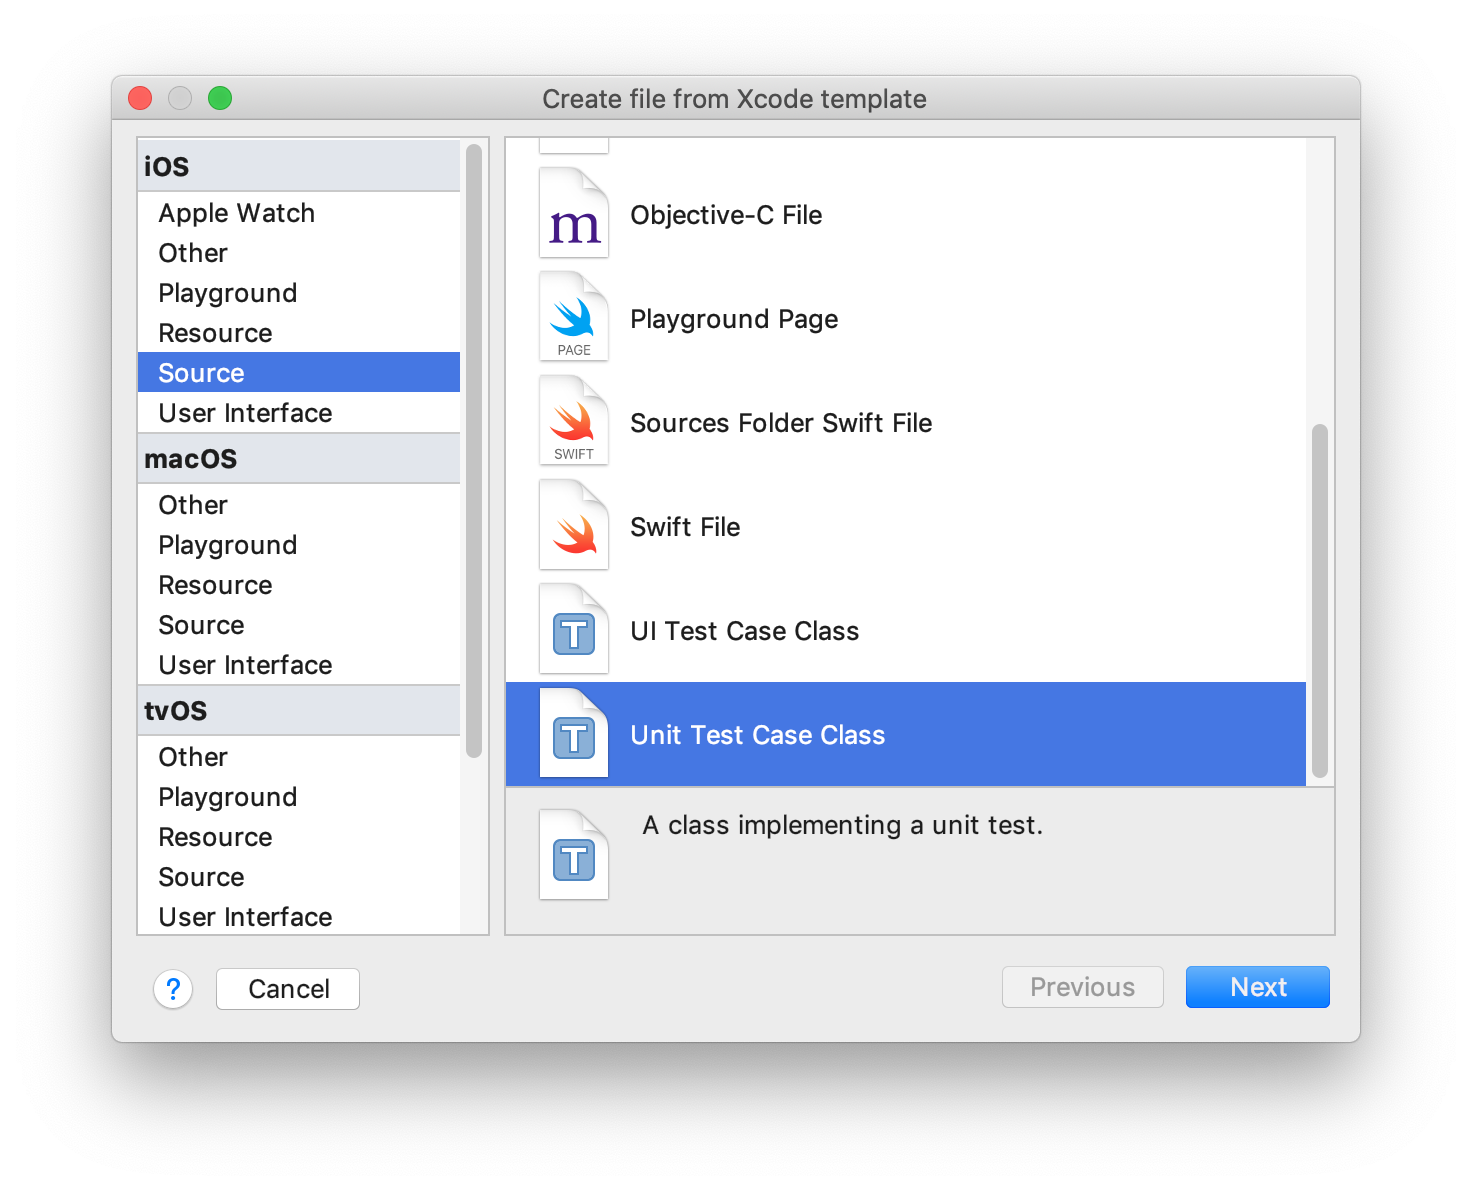 Create file from Xcode template
iOS
Apple Watch
Other
Playground
Resource
Source
User Interface
macOS
Other
Playground
Resource
Source
User Interface
tvOS
Other
Playground
Resource
Source
User Interface
m
Objective-C File
PAGE
Playground Page
SWIFT
Sources Folder Swift File
Swift File
T
UI Test Case Class
T
Unit Test Case Class
T
A class implementing a unit test.
?
Cancel
Previous
Next